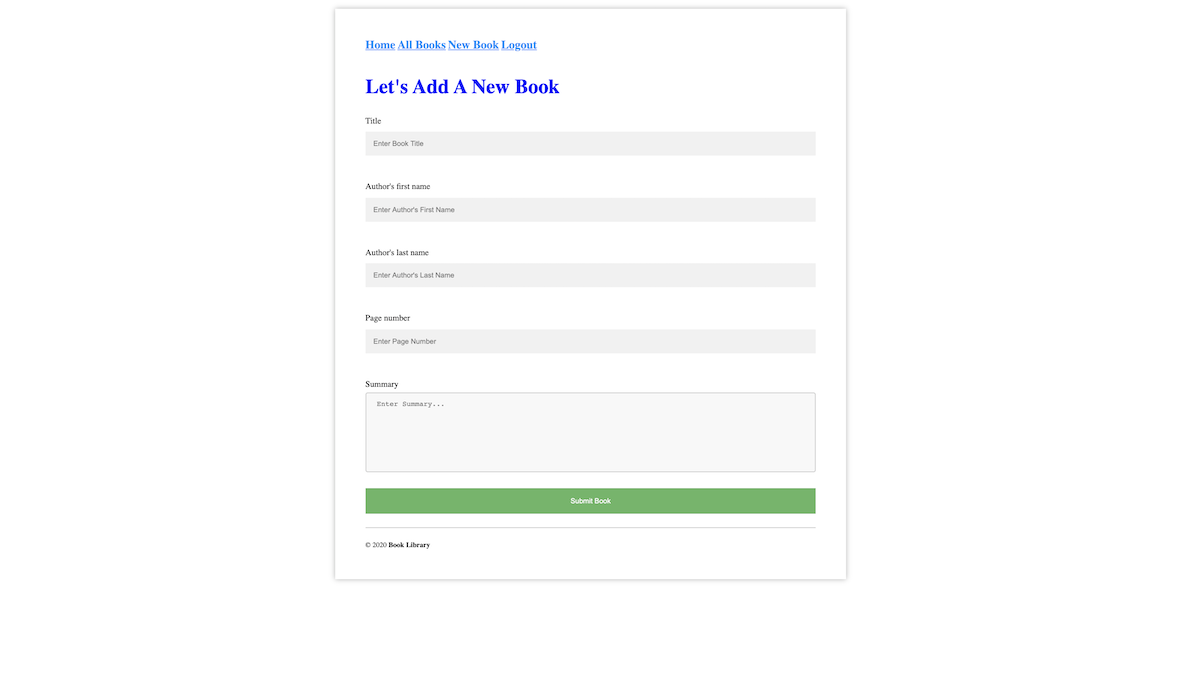 Home All Books New Book Logout
Let's Add A New Book
Title
Enter Book Title
Author's first name
Enter Author's First Name
Author's last name
Enter Author's Last Name
Page number
Enter Page Number
Summary
Enter Summary...
Submit Book
© 2020 Book Library